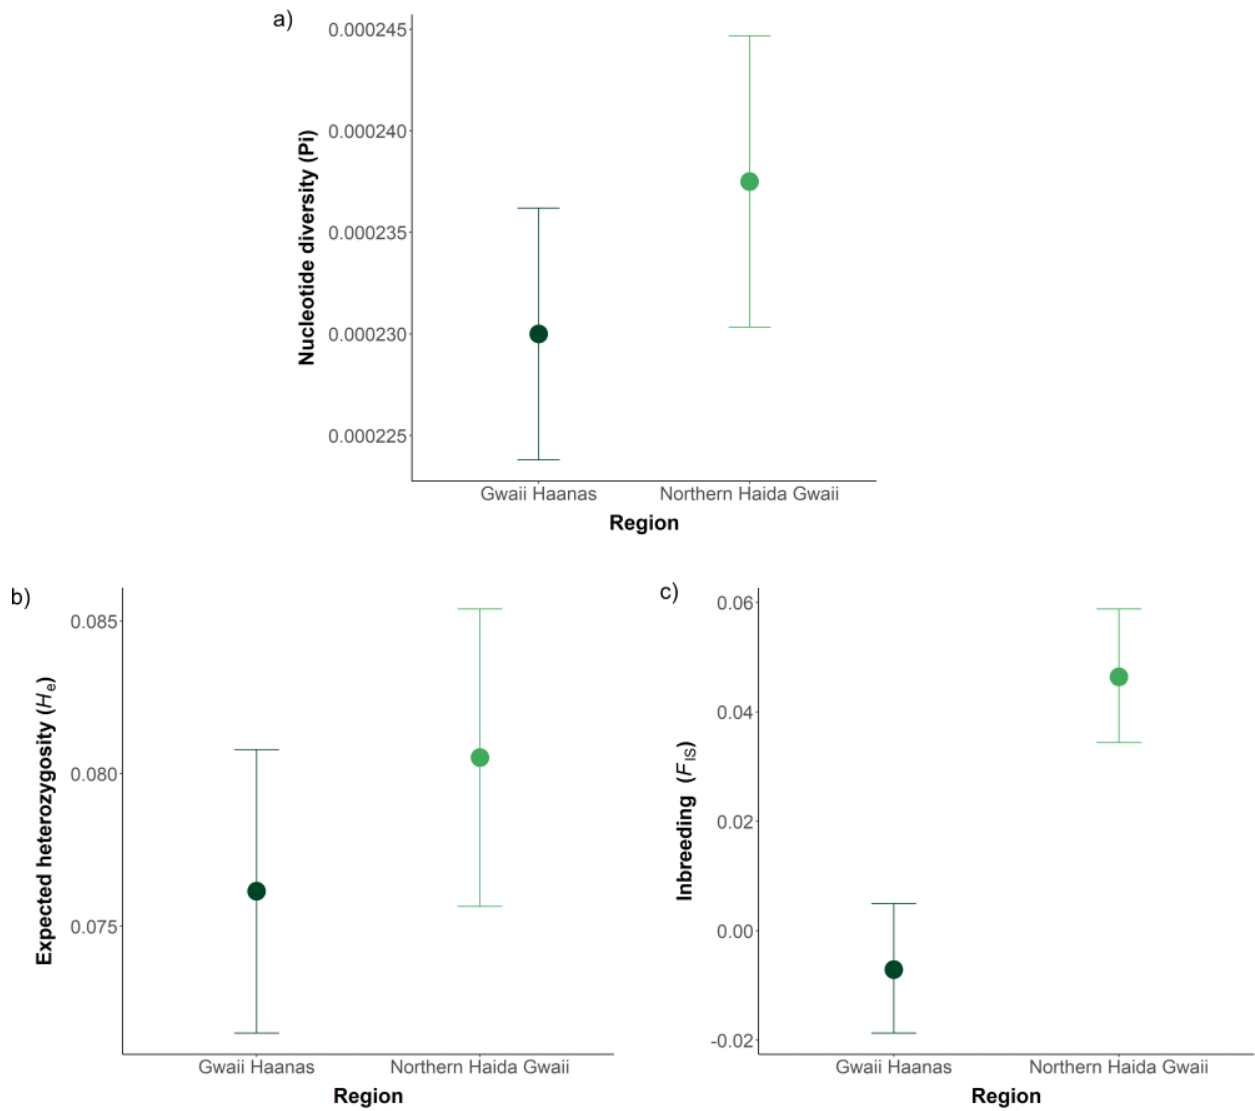 a)
Nucleotide diversity (Pi)
0.000245
0.000240
0.000235
0.000230
0.000225
Gwaii Haanas
Northern Haida Gwaii
Region
b)
Expected heterozygosity (He)
0.085
0.080
0.075
Gwaii Haanas
Northern Haida Gwaii
Region
c)
Inbreeding (FIS)
0.06
0.04
0.02
0.00
-0.02
Gwaii Haanas
Northern Haida Gwaii
Region